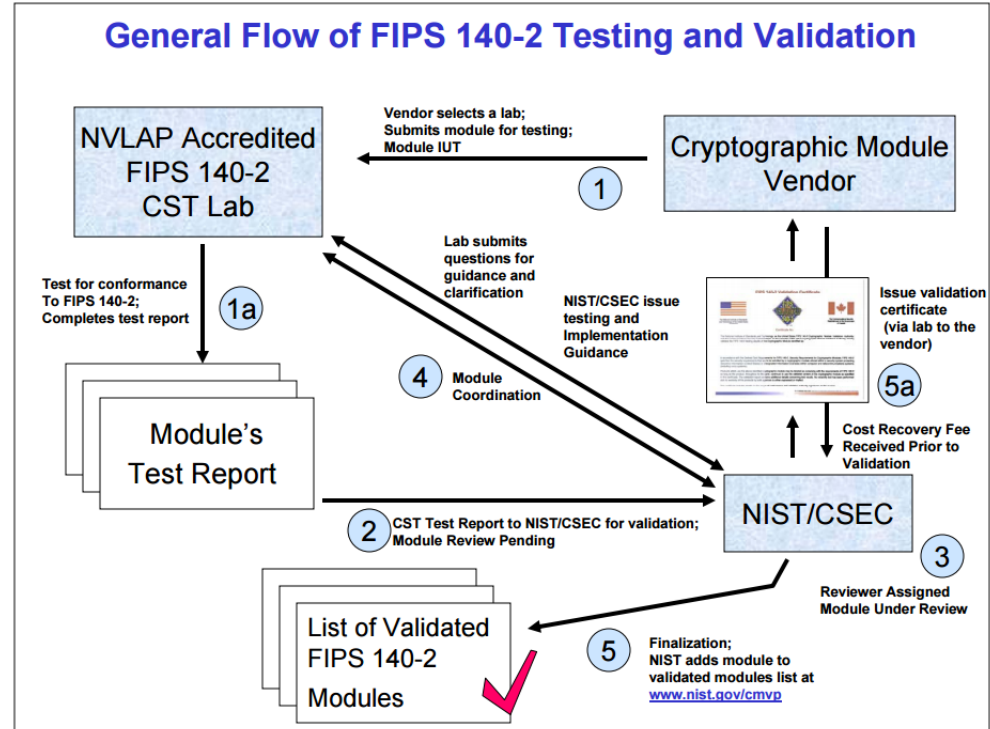 General Flow of FIPS 140-2 Testing and Validation
NVLAP Accredited
FIPS 140-2
CST Lab
Vendor selects a lab;
Submits module for testing;
Module IUT
1
Cryptographic Module
Vendor
Test for conformance
To FIPS 140-2;
Completes test report
1a
Lab submits
questions for
guidance and
clarification
NIST/CSEC issue
testing and
Implementation
Guidance
4
Module
Coordination
Issue validation
certificate
(via lab to the
vendor)
5a
Cost Recovery Fee
Received Prior to
Validation
Module's
Test Report
2
CST Test Report to NIST/CSEC for validation;
Module Review Pending
NIST/CSEC
3
Reviewer Assigned
Module Under Review
List of Validated
FIPS 140-2
Modules
5
Finalization;
NIST adds module to
validated modules list at
www.nist.gov/cmvp